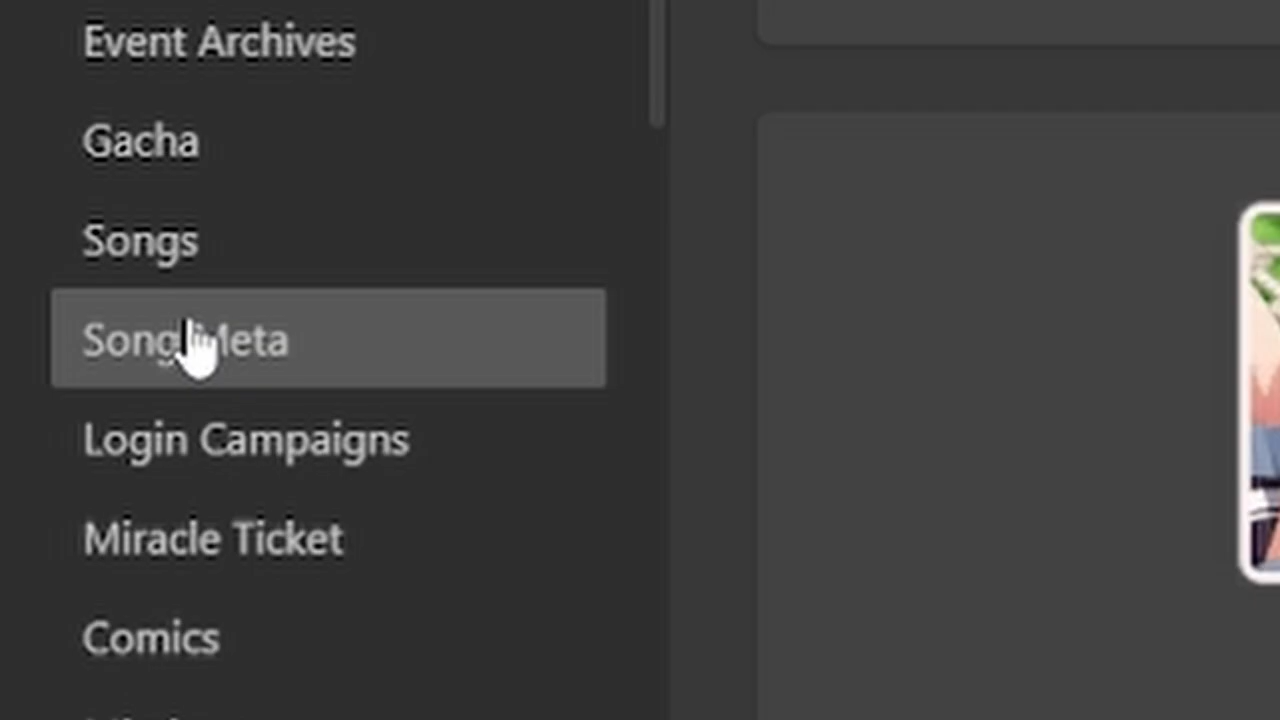 Event Archives
Gacha
Songs
Song Meta
Login Campaigns
Miracle Ticket
Comics